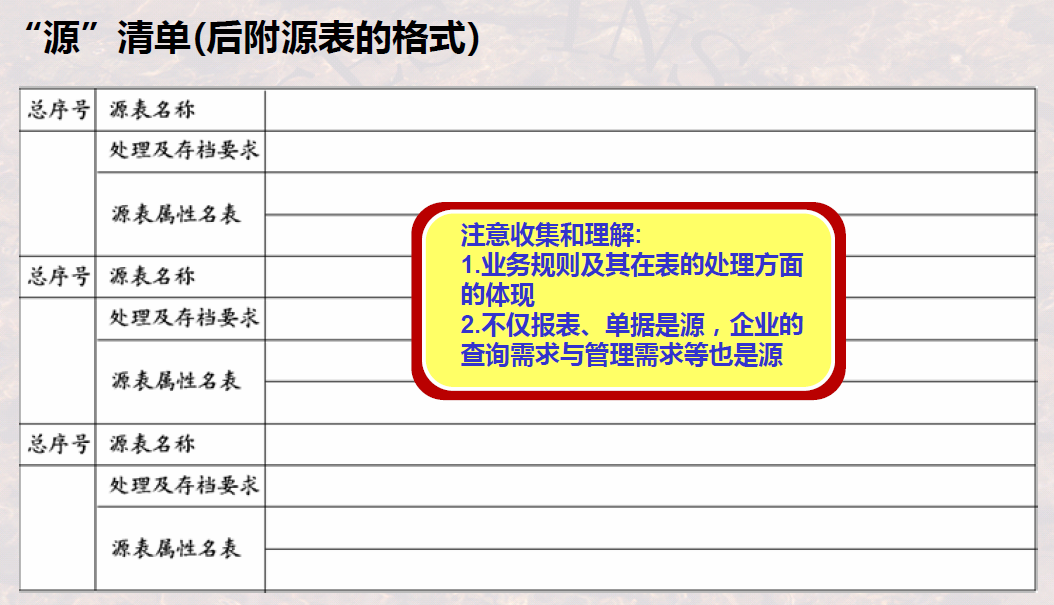 “源”清单(后附源表的格式)
总序号 源表名称
处理及存档要求
源表属性名表
注意收集和理解:
1.业务规则及其在表的处理方面
的体现
2.不仅报表、单据是源，企业的
查询需求与管理需求等也是源
总序号 源表名称
处理及存档要求
源表属性名表
总序号 源表名称
处理及存档要求
源表属性名表